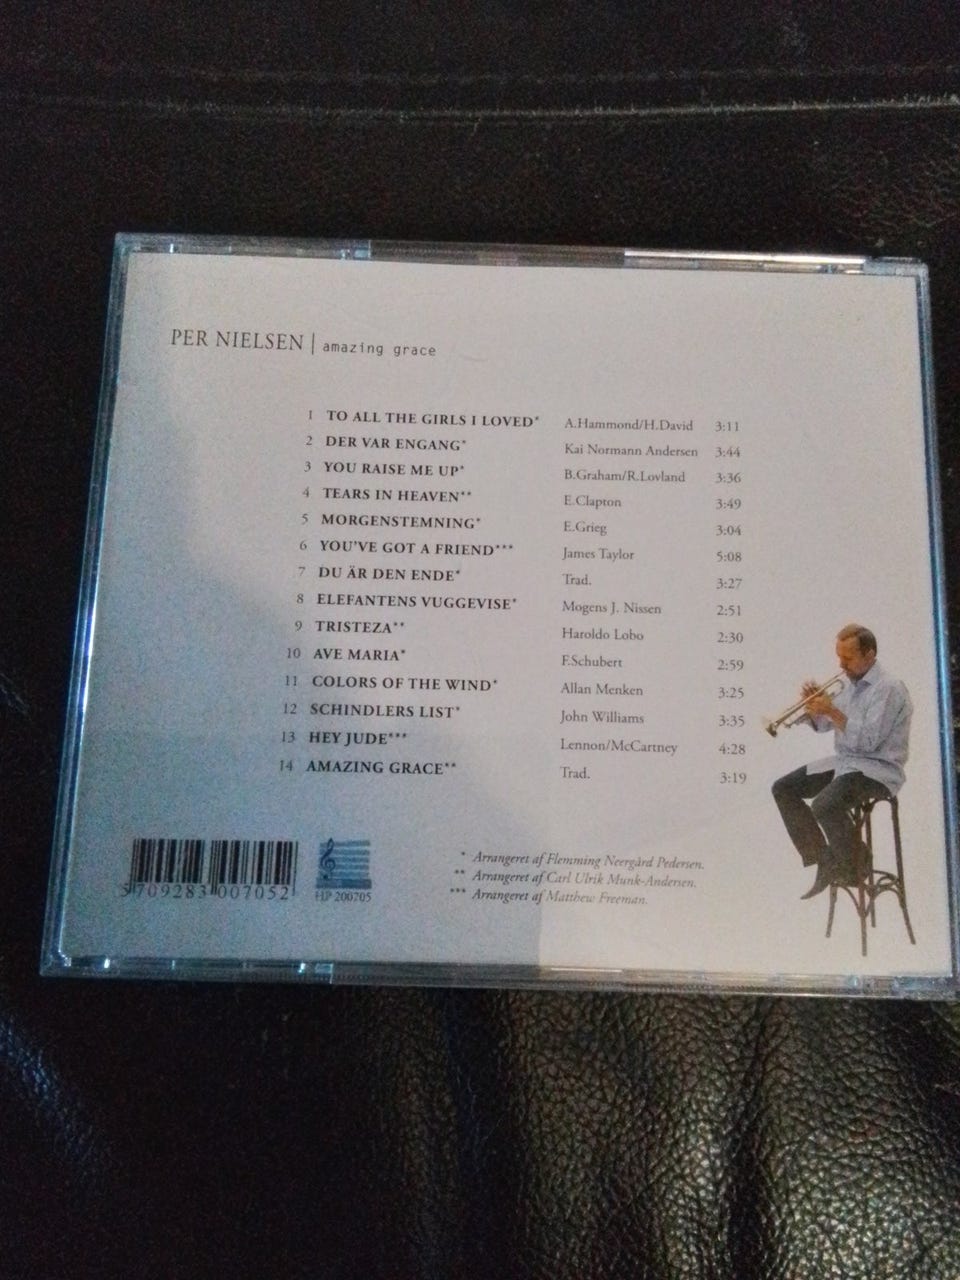 PER NIELSEN | amazing grace
1 TO ALL THE GIRLS I LOVED* A.Hammond/H.David 3:11
2 DER VAR ENGANG* Kai Normann Andersen 3:44
3 YOU RAISE ME UP* B.Graham/R.Lovland 3:36
4 TEARS IN HEAVEN** E.Clapton 3:49
5 MORGENSTEMNING* E.Grieg 3:04
6 YOU'VE GOT A FRIEND*** James Taylor 5:08
7 DU ÄR DEN ENDE* Trad. 3:27
8 ELEFANTENS VUGGEVISE* Mogens J. Nissen 2:51
9 TRISTEZA** Haroldo Lobo 2:30
10 AVE MARIA* F.Schubert 2:59
11 COLORS OF THE WIND* Allan Menken 3:25
12 SCHINDLERS LIST* John Williams 3:35
13 HEY JUDE*** Lennon/McCartney 4:28
14 AMAZING GRACE** Trad. 3:19
* Arrangeret af Flemming Neergård Pedersen.
** Arrangeret af Carl Ulrik Munk-Andersen.
*** Arrangeret af Matthew Freeman.
5 709283 007052
HP 200705